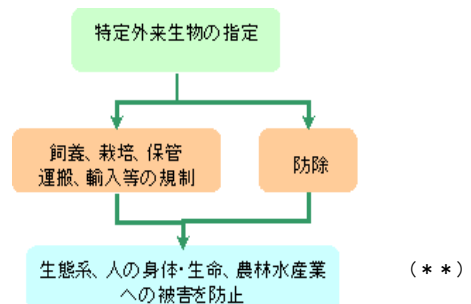 特定外来生物の指定
飼養、栽培、保管
運搬、輸入等の規制
防除
生態系、人の身体・生命、農林水産業
への被害を防止
(**)